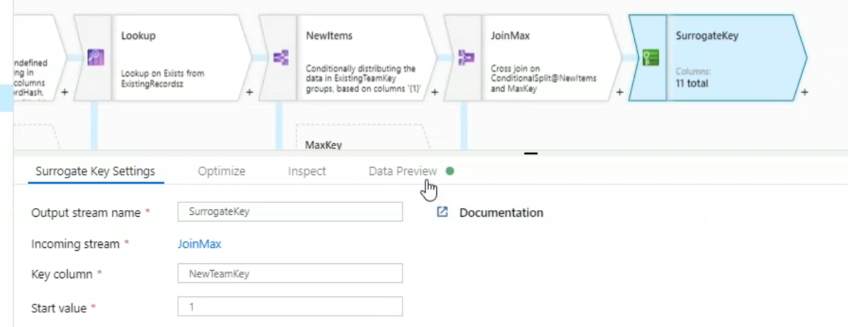 Lookup
NewItems
JoinMax
SurrogateKey
ndefined
ng in
columns
rdHash,
Lookup on Exists from
ExistingRecordsz
Conditionally distributing the
data in ExistingTeamKey
groups, based on columns '{1}'
Cross join on
ConditionalSplit@NewItems
and MaxKey
Columns:
11 total
+
+
+
+
+
MaxKey
Surrogate Key Settings
Optimize
Inspect
Data Preview
Output stream name *
SurrogateKey
Documentation
Incoming stream *
JoinMax
Key column *
NewTeamKey
Start value *
1